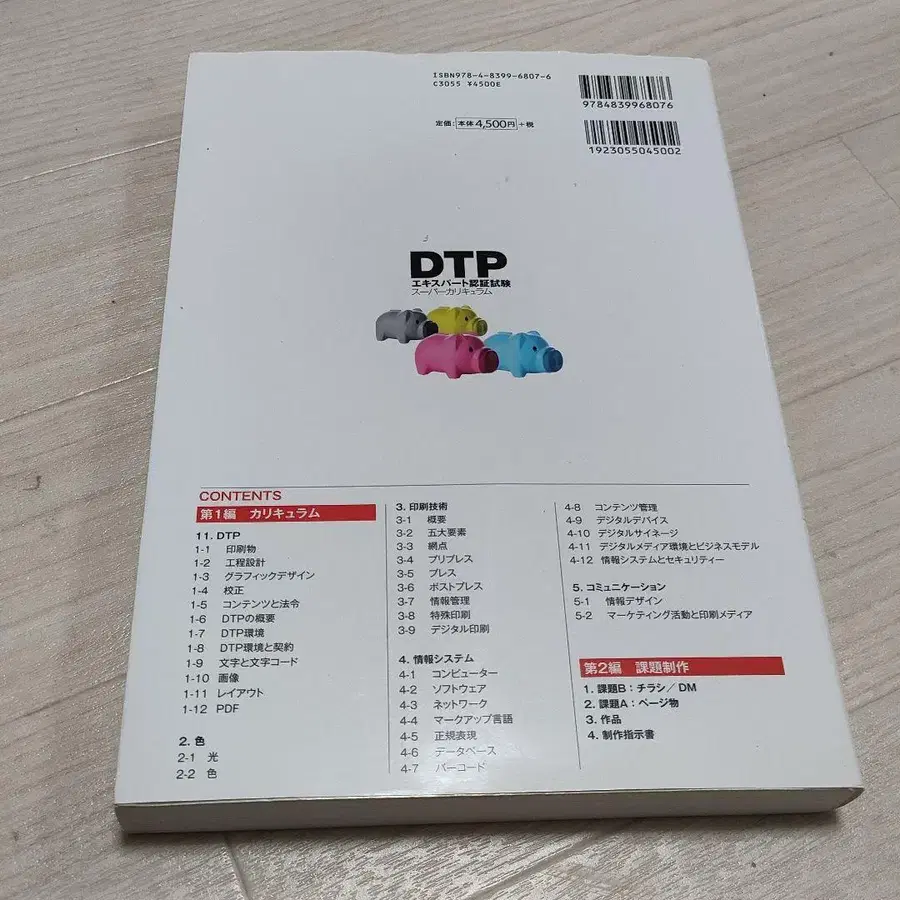 ISBN978-4-8399-6807-6
C3055 ¥4500E
定価:本体4,500円+税
9784839968076
1923055045002
DTP
エキスパート認証試験
スーパーカリキュラム
CONTENTS
第1編 カリキュラム
11. DTP
1-1 印刷物
1-2 工程設計
1-3 グラフィックデザイン
1-4 校正
1-5 コンテンツと法令
1-6 DTPの概要
1-7 DTP環境
1-8 DTP環境と契約
1-9 文字と文字コード
1-10 画像
1-11 レイアウト
1-12 PDF
2. 色
2-1 光
2-2 色
3. 印刷技術
3-1 概要
3-2 五大要素
3-3 網点
3-4 プリプレス
3-5 プレス
3-6 ポストプレス
3-7 情報管理
3-8 特殊印刷
3-9 デジタル印刷
4. 情報システム
4-1 コンピューター
4-2 ソフトウェア
4-3 ネットワーク
4-4 マークアップ言語
4-5 正規表現
4-6 データベース
4-7 バーコード
4-8 コンテンツ管理
4-9 デジタルデバイス
4-10 デジタルサイネージ
4-11 デジタルメディア環境とビジネスモデル
4-12 情報システムとセキュリティー
5. コミュニケーション
5-1 情報デザイン
5-2 マーケティング活動と印刷メディア
第2編 課題制作
1. 課題B:チラシ/DM
2. 課題A:ページ物
3. 作品
4. 制作指示書